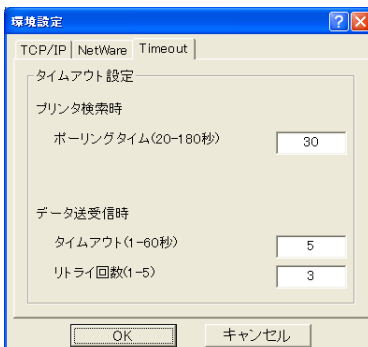 環境設定
TCP/IP NetWare Timeout
タイムアウト設定
プリンタ検索時
ポーリングタイム(20-180秒) 30
データ送受信時
タイムアウト(1-60秒) 5
リトライ回数(1-5) 3
OK キャンセル